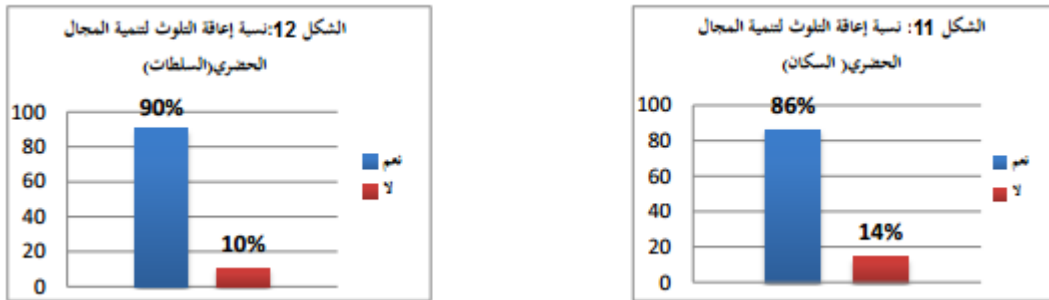 الشكل 11: نسبة إعاقة التلوث لتنمية المجال
الحضري( السكان)
100
80
60
40
20
0
86%
14%
نعم
لا
الشكل 12:نسبة إعاقة التلوث لتنمية المجال
الحضري(السلطات)
100
80
60
40
20
0
90%
10%
نعم
لا